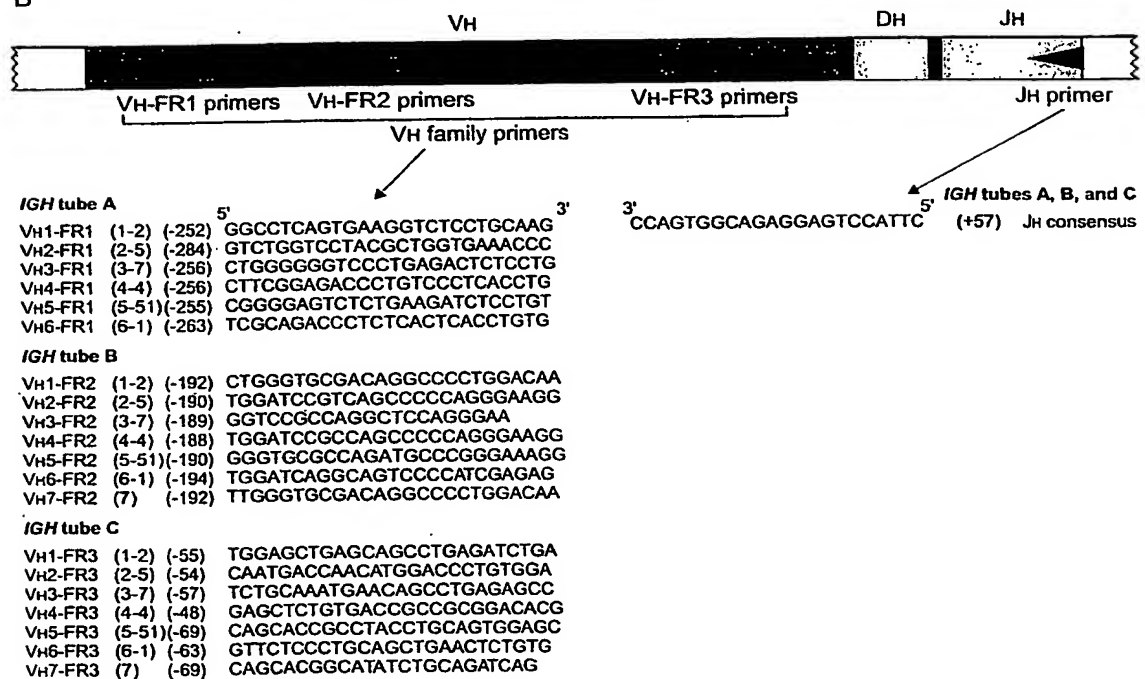 B
VH DH JH
VH-FR1 primers VH-FR2 primers VH-FR3 primers JH primer
VH family primers
IGH tube A
5' 3'
VH1-FR1 (1-2) (-252) GGCCTCAGTGAAGGTCTCCTGCAAG
VH2-FR1 (2-5) (-284) GTCTGGTCCTACGCTGGTGAAACCC
VH3-FR1 (3-7) (-256) CTGGGGGGTCCCTGAGACTCTCCTG
VH4-FR1 (4-4) (-256) CTTCGGAGACCCTGTCCCTCACCTG
VH5-FR1 (5-51) (-255) CGGGGAGTCTCTGAAGATCTCCTGT
VH6-FR1 (6-1) (-263) TCGCAGACCCTCTCACTCACCTGTG
3' 5' IGH tubes A, B, and C
CCAGTGGCAGAGGAGTCCATTC (+57) JH consensus
IGH tube B
VH1-FR2 (1-2) (-192) CTGGGTGCGACAGGCCCCTGGACAA
VH2-FR2 (2-5) (-190) TGGATCCGTCAGCCCCCAGGGAAGG
VH3-FR2 (3-7) (-189) GGTCCGCCAGGCTCCAGGGAA
VH4-FR2 (4-4) (-188) TGGATCCGCCAGCCCCCAGGGAAGG
VH5-FR2 (5-51) (-190) GGGTGCGCCAGATGCCCGGGAAAGG
VH6-FR2 (6-1) (-194) TGGATCAGGCAGTCCCCATCGAGAG
VH7-FR2 (7) (-192) TTGGGTGCGACAGGCCCCTGGACAA
IGH tube C
VH1-FR3 (1-2) (-55) TGGAGCTGAGCAGCCTGAGATCTGA
VH2-FR3 (2-5) (-54) CAATGACCAACATGGACCCTGTGGA
VH3-FR3 (3-7) (-57) TCTGCAAATGAACAGCCTGAGAGCC
VH4-FR3 (4-4) (-48) GAGCTCTGTGACCGCCGCGGACACG
VH5-FR3 (5-51) (-69) CAGCACCGCCTACCTGCAGTGGAGC
VH6-FR3 (6-1) (-63) GTTCTCCCTGCAGCTGAACTCTGTG
VH7-FR3 (7) (-69) CAGCACGGCATATCTGCAGATCAG